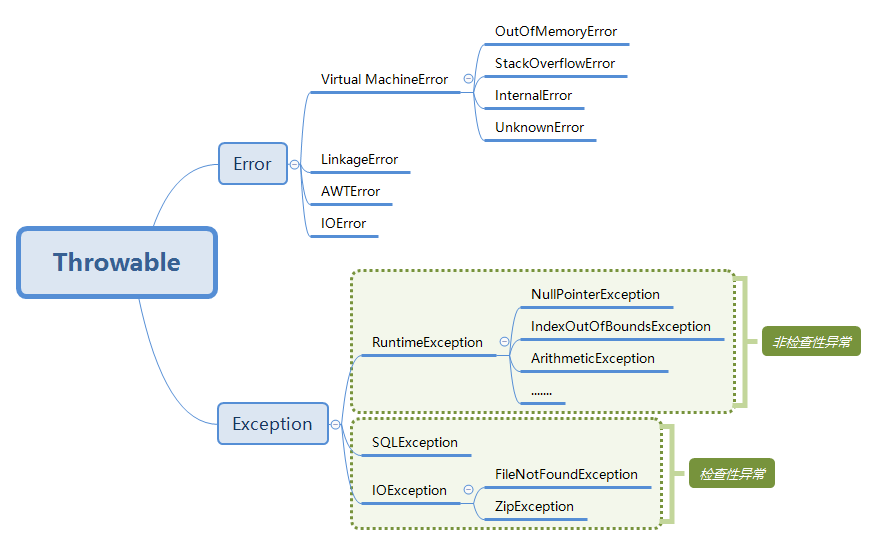 Throwable
Error
Virtual MachineError
OutOfMemoryError
StackOverflowError
InternalError
UnknownError
LinkageError
AWTError
IOError
Exception
RuntimeException
NullPointerException
IndexOutOfBoundsException
ArithmeticException
.......
非检查性异常
SQLException
IOException
FileNotFoundException
ZipException
检查性异常